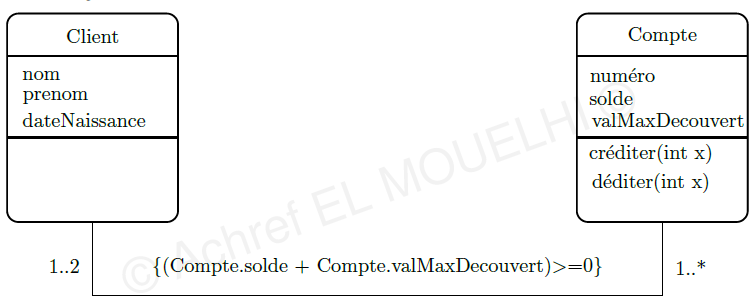 Client
nom
prenom
dateNaissance
Compte
numéro
solde
valMaxDecouvert
créditer(int x)
déditer(int x)
1..2
{(Compte.solde + Compte.valMaxDecouvert)>=0}
1..*
© Achref EL MOUELHI ©